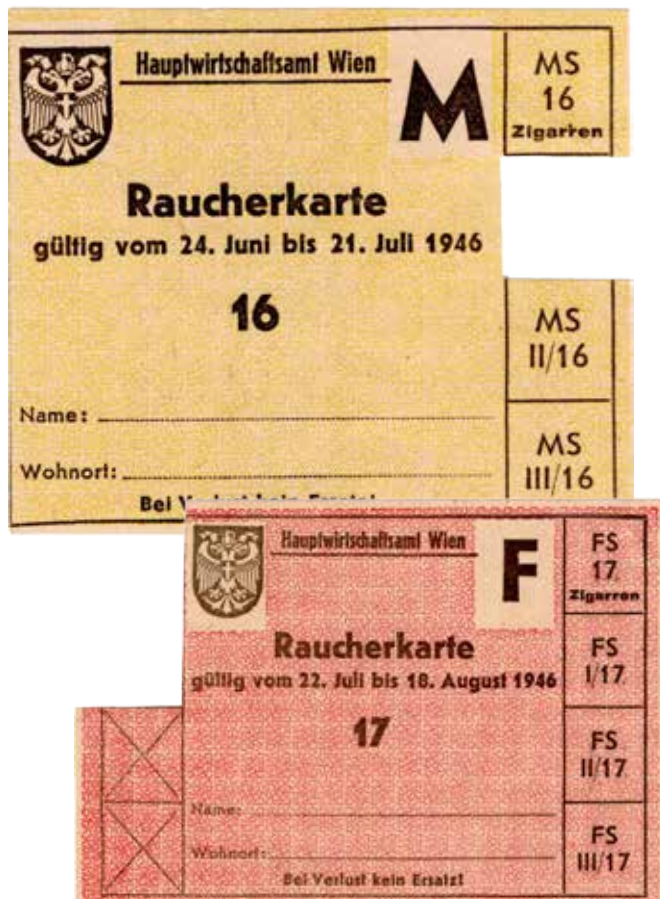 Hauptwirtschaftsamt Wien
M
MS
16
Zigarren
Raucherkarte
gültig vom 24. Juni bis 21. Juli 1946
16
MS
II/16
Name:
MS
III/16
Wohnort:
Bei Verlust kein Ersatz!
Hauptwirtschaftsamt Wien
F
FS
17
Zigarren
Raucherkarte
gültig vom 22. Juli bis 18. August 1946
17
FS
I/17
FS
II/17
Name:
Wohnort:
FS
III/17
Bei Verlust kein Ersatz!